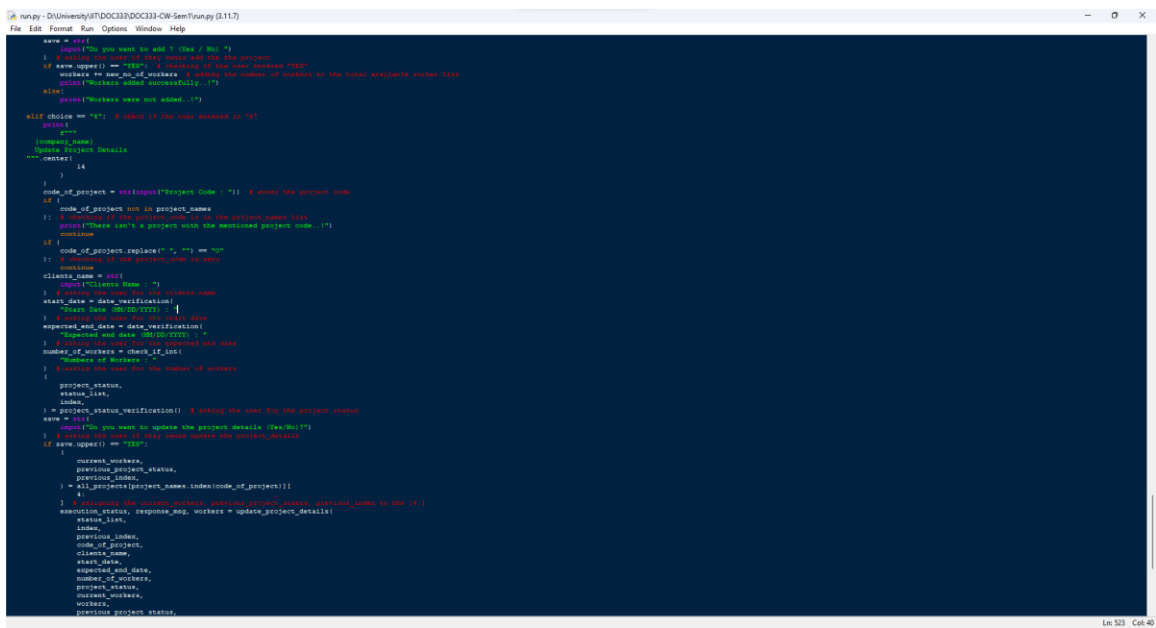 run.py - D:\University\IIT\DOC333\DOC333-CW-Sem1\run.py (3.11.7)
File Edit Format Run Options Window Help
save = str(
input("Do you want to add ? (Yes / No) ")
) # asking the user if they wants add the the project
if save.upper() == "YES": # checking if the user entered "YES"
workers += new_no_of_workers # adding the number of workers to the total available worker list
print("Workers added successfully..!")
else:
print("Workers were not added..!")
elif choice == "4": # check if the user entered is "4"
print(
f"""
{company_name}
Update Project Details
""".center(
14
)
)
code_of_project = str(input("Project Code : ")) # enter the project code
if (
code_of_project not in project_names
): # checking if the project_code is in the project_names list
print("There isn't a project with the mentioned project code..!")
continue
if (
code_of_project.replace(" ", "") == "0"
): # checking if the project_code is zero
continue
clients_name = str(
input("Clients Name : ")
) # asking the user for the clients name
start_date = date_verification(
"Start Date (MM/DD/YYYY) : "
) # asking the user for the start date
expected_end_date = date_verification(
"Expected end date (MM/DD/YYYY) : "
) # asking the user for the expected end date
number_of_workers = check_if_int(
"Numbers of Workers : "
) # asking the user for the number of workers
(
project_status,
status_list,
index,
) = project_status_verification() # asking the user for the project status
save = str(
input("Do you want to update the project details (Yes/No)?")
) # asking the user if they wants update the project_details
if save.upper() == "YES":
(
current_workers,
previous_project_status,
previous_index,
) = all_projects[project_names.index(code_of_project)][
4:
] # assigning the current_workers, previous_project_status, previous_index to the [4:]
execution_status, response_msg, workers = update_project_details(
status_list,
index,
previous_index,
code_of_project,
clients_name,
start_date,
expected_end_date,
number_of_workers,
project_status,
current_workers,
workers,
previous_project_status,
Ln: 523 Col: 40